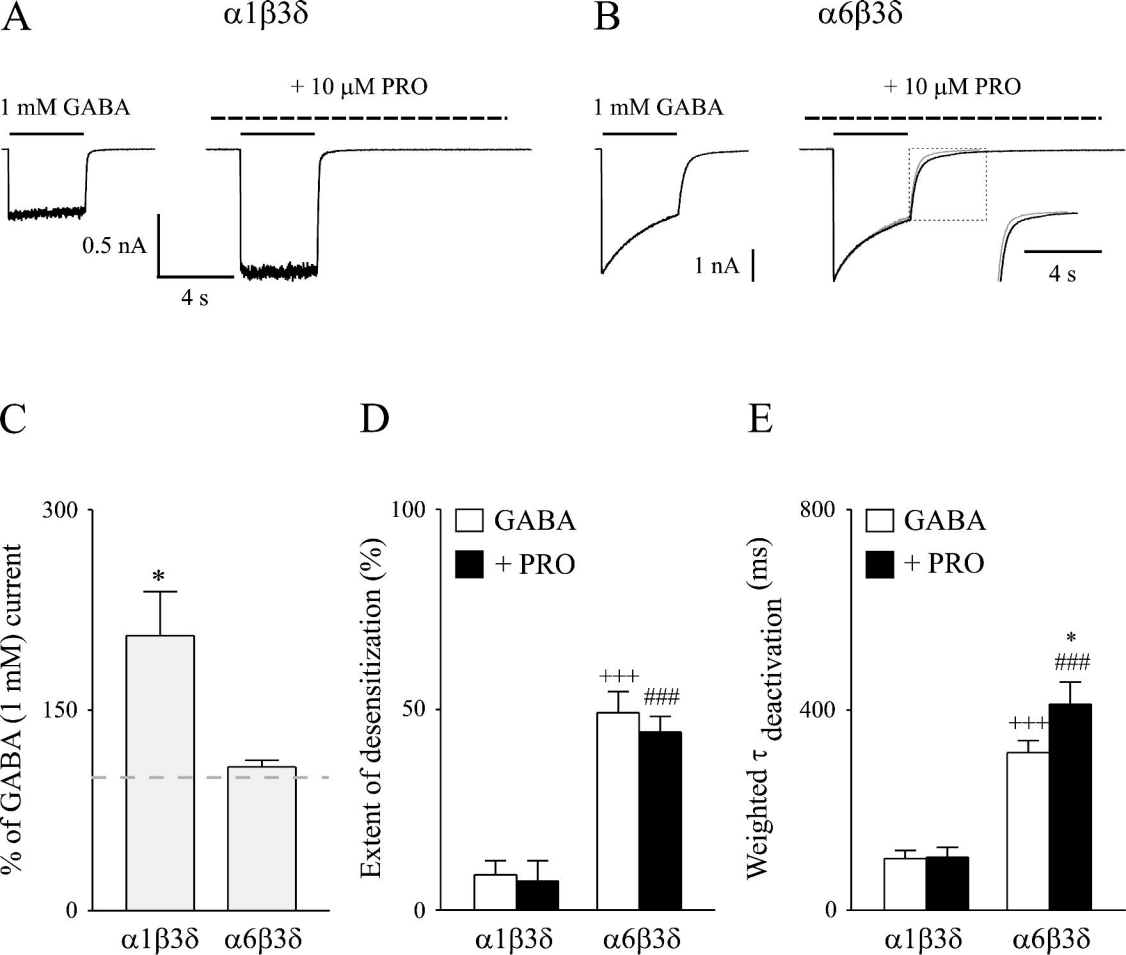 A
α1β3δ
1 mM GABA
+ 10 μM PRO
0.5 nA
4 s
B
α6β3δ
1 mM GABA
+ 10 μM PRO
1 nA
4 s
C
% of GABA (1 mM) current
300
150
0
*
α1β3δ
α6β3δ
D
Extent of desensitization (%)
100
50
0
GABA
+ PRO
+++
###
α1β3δ
α6β3δ
E
Weighted τ deactivation (ms)
800
400
0
GABA
+ PRO
*
###
+++
α1β3δ
α6β3δ